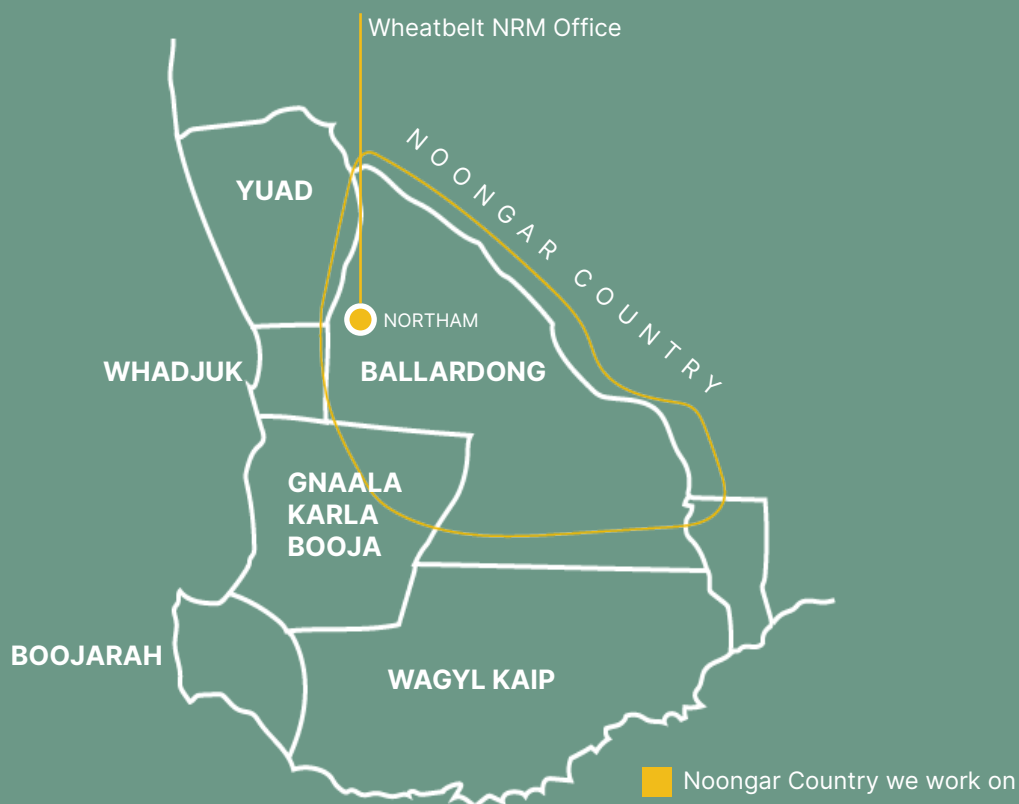 Wheatbelt NRM Office
NOONGAR COUNTRY
YUAD
NORTHAM
WHADJUK
BALLARDONG
GNAALA
KARLA
BOOJA
BOOJARAH
WAGYL KAIP
Noongar Country we work on